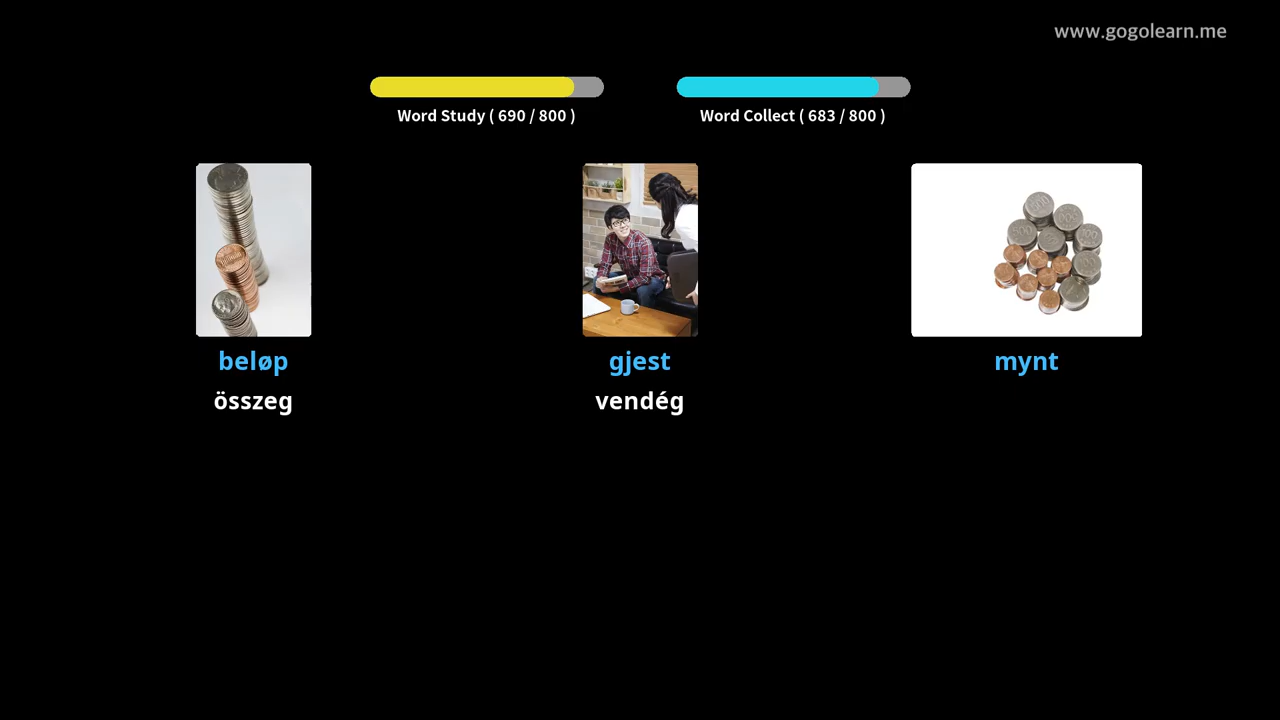 www.gogolearn.me
Word Study ( 690 / 800 )
Word Collect ( 683 / 800 )
beløp
gjest
mynt
összeg
vendég